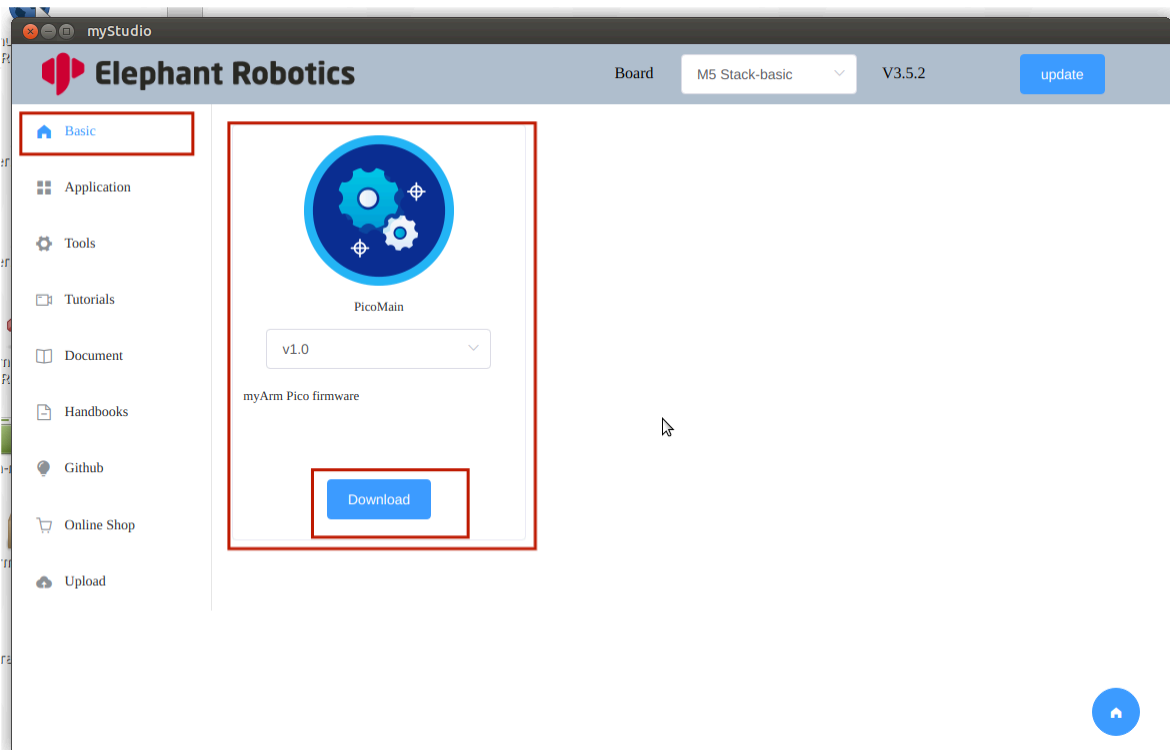 myStudio
Elephant Robotics
Board
M5 Stack-basic
V3.5.2
update
Basic
Application
Tools
Tutorials
Document
Handbooks
Github
Online Shop
Upload
PicoMain
v1.0
myArm Pico firmware
Download